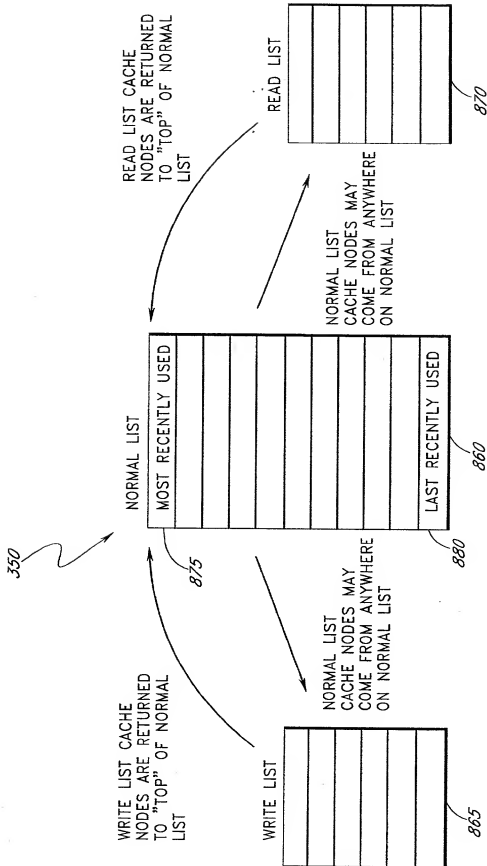 350
WRITE LIST CACHE
NODES ARE RETURNED
TO "TOP" OF NORMAL
LIST
NORMAL LIST
READ LIST CACHE
NODES ARE RETURNED
TO "TOP" OF NORMAL
LIST
WRITE LIST
865
NORMAL LIST
CACHE NODES MAY
COME FROM ANYWHERE
ON NORMAL LIST
875
MOST RECENTLY USED
LAST RECENTLY USED
880
860
NORMAL LIST
CACHE NODES MAY
COME FROM ANYWHERE
ON NORMAL LIST
READ LIST
870